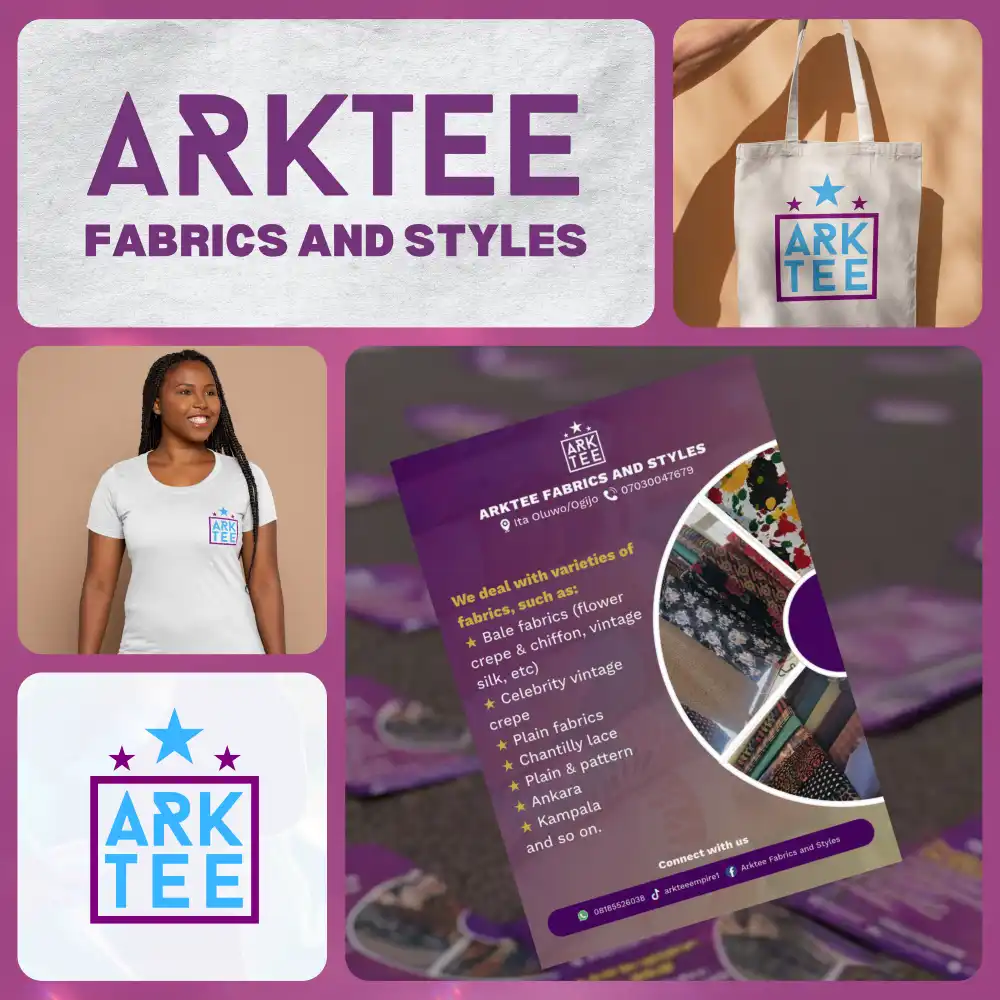 ARKTEE
FABRICS AND STYLES
ARK
TEE
ARK
TEE
ARK
TEE
ARK
TEE
ARKTEE FABRICS AND STYLES
Ita Oluwo/Ogijo 07030047679
We deal with varieties of
fabrics, such as:
Bale fabrics (flower
crepe & chiffon, vintage
silk, etc)
Celebrity vintage
crepe
Plain fabrics
Chantilly lace
Plain & pattern
Ankara
Kampala
and so on.
Connect with us
08185526038 arkteeempire1 Arktee Fabrics and Styles